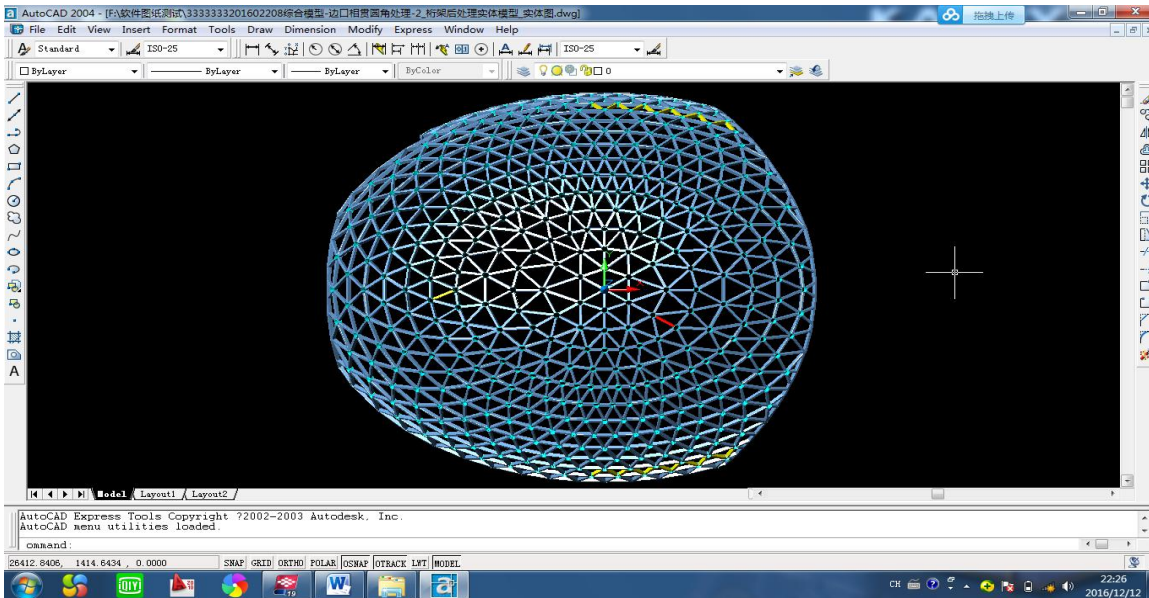 AutoCAD 2004 - [F:\软件图纸测试\3333333201602208综合模型-边口相贯圆角处理-2_桁架后处理实体模型_实体图.dwg]
拖拽上传
File Edit View Insert Format Tools Draw Dimension Modify Express Window Help
Standard ISO-25 ISO-25
ByLayer ByLayer ByLayer ByColor 0
A
Model Layout1 Layout2
AutoCAD Express Tools Copyright ?2002-2003 Autodesk, Inc.
AutoCAD menu utilities loaded.
ommand:
26412.8406, 1414.6434 , 0.0000 SNAP GRID ORTHO POLAR OSNAP OTRACK LWT MODEL
CH 22:26
2016/12/12